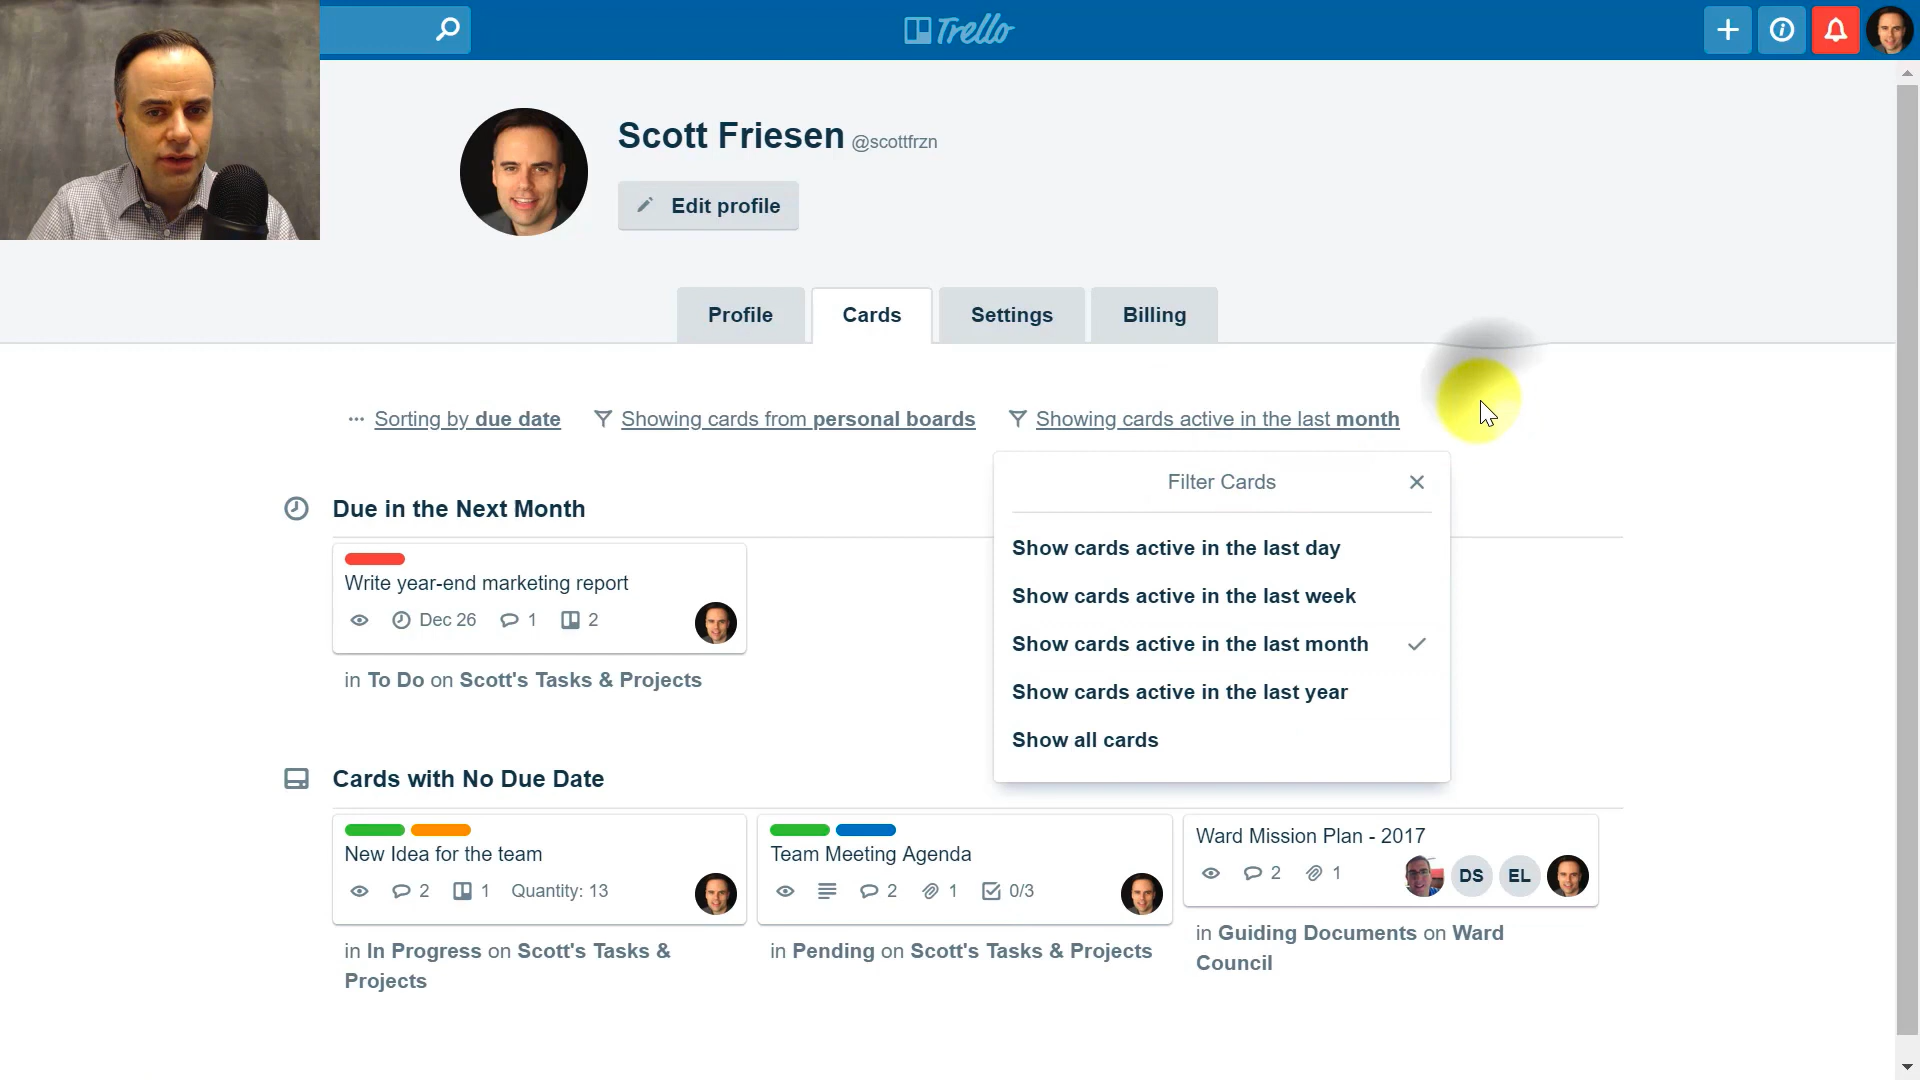 Trello
Scott Friesen @scottfrzn
Edit profile
Profile Cards Settings Billing
Sorting by due date Showing cards from personal boards Showing cards active in the last month
Filter Cards
Show cards active in the last day
Show cards active in the last week
Show cards active in the last month
Show cards active in the last year
Show all cards
Due in the Next Month
Write year-end marketing report
Dec 26 1 2
in To Do on Scott's Tasks & Projects
Cards with No Due Date
New Idea for the team
2 1 Quantity: 13
in In Progress on Scott's Tasks &
Projects
Team Meeting Agenda
2 1 0/3
in Pending on Scott's Tasks & Projects
Ward Mission Plan - 2017
2 1 DS EL
in Guiding Documents on Ward
Council